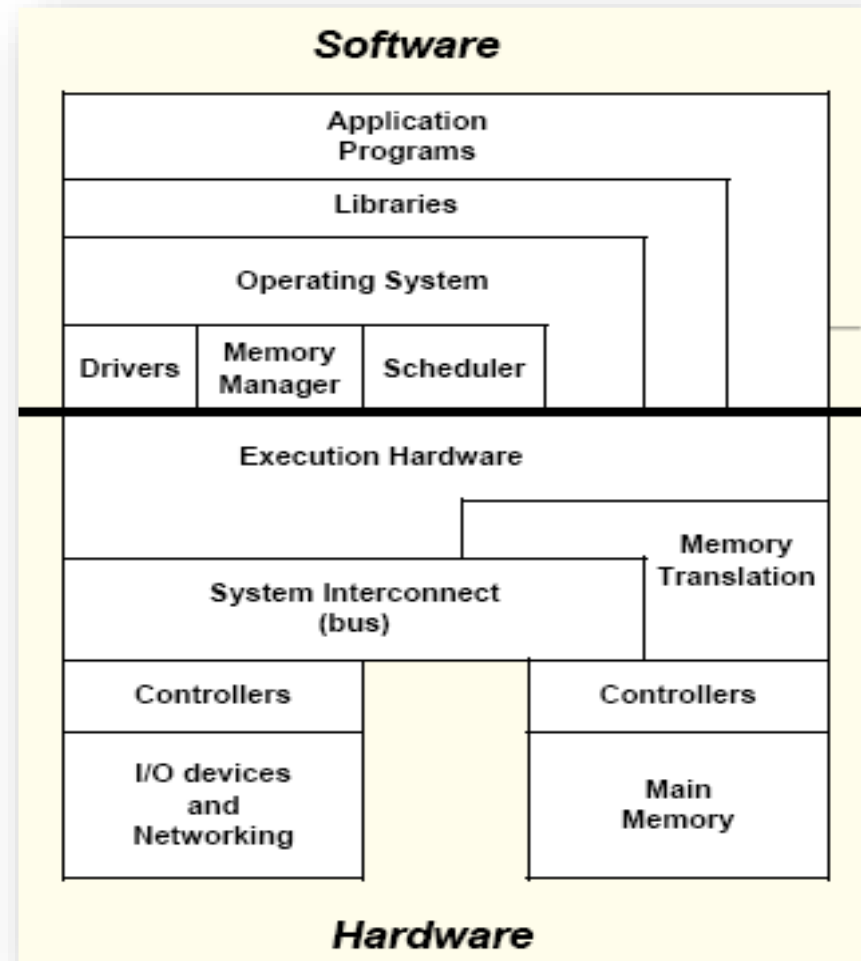 Software
Application
Programs
Libraries
Operating System
Drivers
Memory
Manager
Scheduler
Execution Hardware
Memory
Translation
System Interconnect
(bus)
Controllers
Controllers
I/O devices
and
Networking
Main
Memory
Hardware